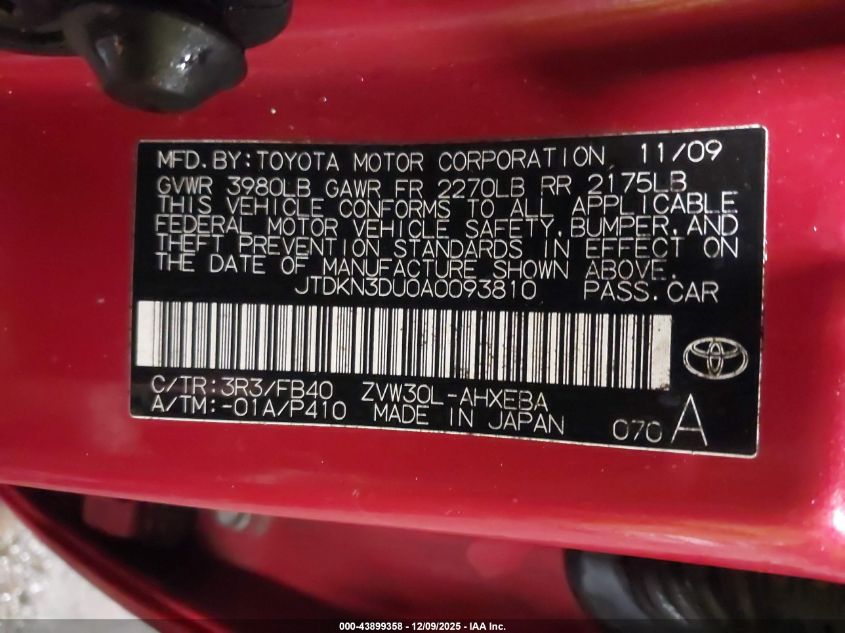 MFD.BY:TOYOTA MOTOR CORPORATION 11/09
GVWR 3980LB GAWR FR 2270LB RR 2175LB
THIS VEHICLE CONFORMS TO ALL APPLICABLE
FEDERAL MOTOR VEHICLE SAFETY,BUMPER,AND
THEFT PREVENTION STANDARDS IN EFFECT ON
THE DATE OF MANUFACTURE SHOWN ABOVE.
JTDKN3DU0A0093810 PASS.CAR
C/TR:3R3/FB40 ZVW30L-AHXEBA
A/TM:-01A/P410 MADE IN JAPAN 070 A
000-43899358 - 12/09/2025 - IAA Inc.